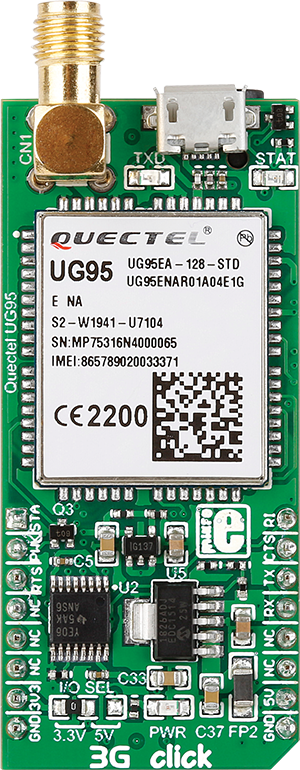 CN1
TXD
STAT
QUECTEL
Pb
UG95 UG95EA-128-STD
UG95ENAR01A04E1G
E NA
S2-W1941-U7104
SN:MP75316N4000065
IMEI:865789020033371
CE2200
Quectel UG95
Q3
IG137
C5
U5
U2
STA
PWK
RTS
NC
NC
NC
3V3
GND
RI
CTS
TX
RX
NC
NC
5V
GND
I/O SEL
C33
3.3V 5V
PWR
C37 FP2
3G click